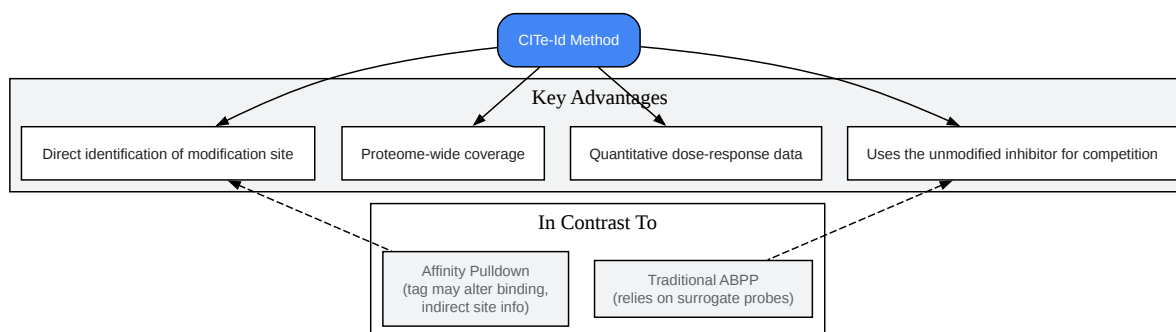 CITe-Id Method
Key Advantages
Direct identification of modification site
Proteome-wide coverage
Quantitative dose-response data
Uses the unmodified inhibitor for competition
In Contrast To
Affinity Pulldown
(tag may alter binding,
indirect site info)
Traditional ABPP
(relies on surrogate probes)